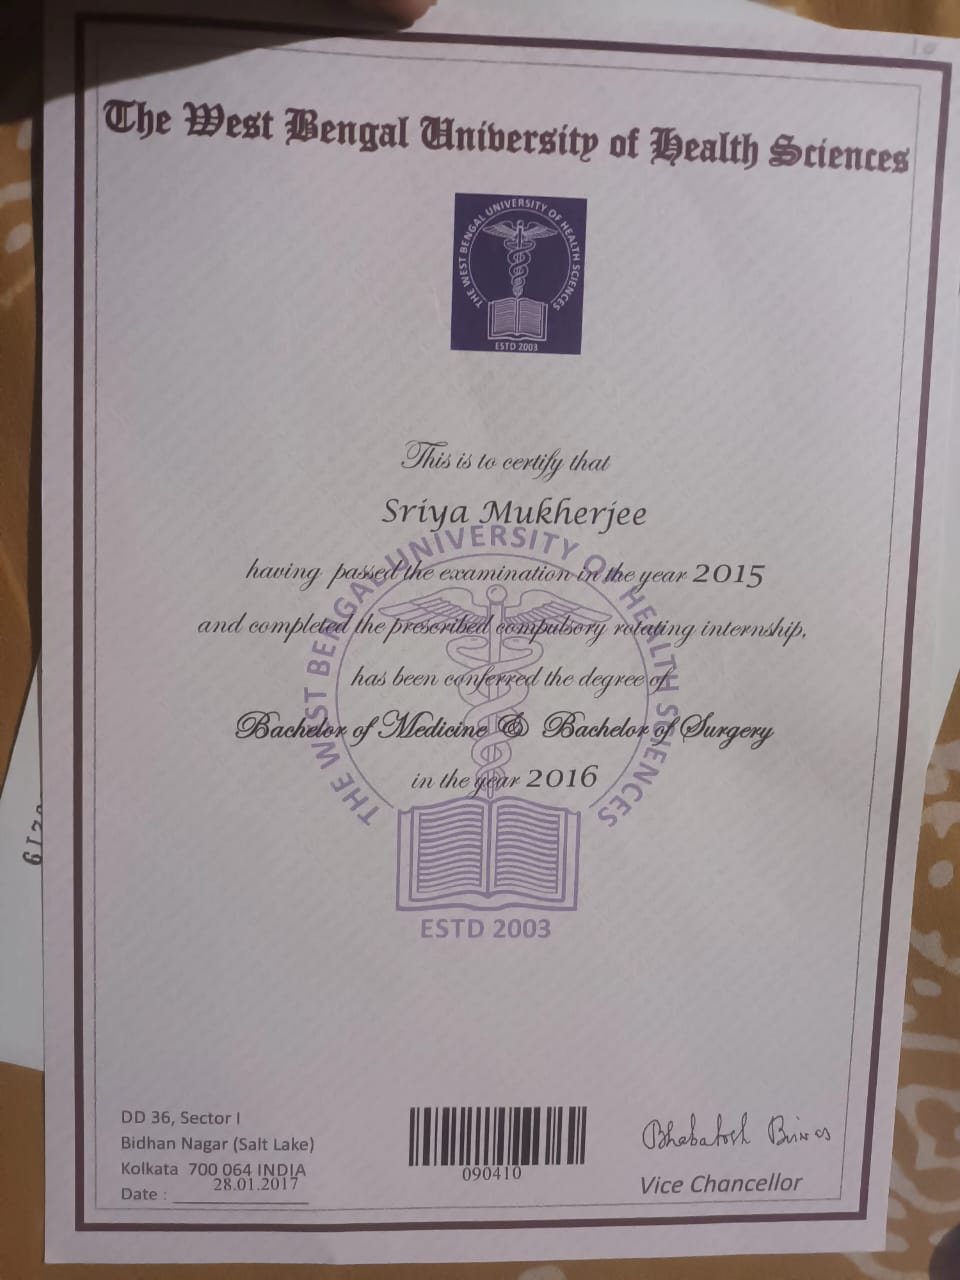 The West Bengal University of Health Sciences
THE WEST BENGAL UNIVERSITY OF HEALTH SCIENCES
ESTD 2003
This is to certify that
Sriya Mukherjee
having passed the examination in the year 2015
and completed the prescribed compulsory rotating internship,
has been conferred the degree of
Bachelor of Medicine & Bachelor of Surgery
in the year 2016
THE WEST BENGAL UNIVERSITY OF HEALTH SCIENCES
ESTD 2003
DD 36, Sector I
Bidhan Nagar (Salt Lake)
Kolkata 700 064 INDIA
Date : 28.01.2017
090410
Bhabatosh Biswas
Vice Chancellor